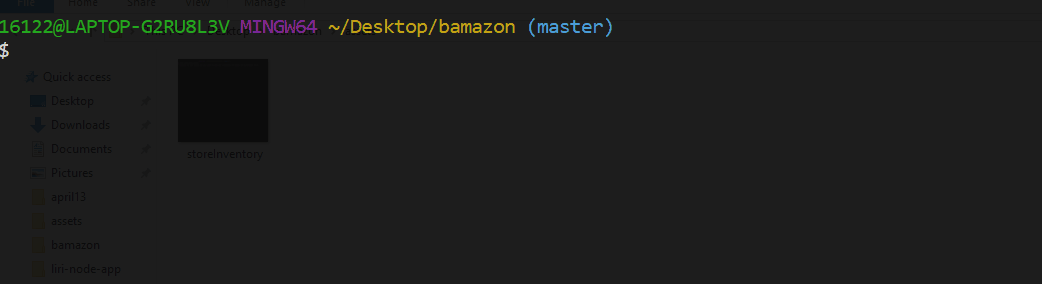 File Home Share View Manage
16122@LAPTOP-G2RU8L3V MINGW64 ~/Desktop/bamazon (master)
$
Quick access
Desktop
Downloads
Documents
Pictures
april13
assets
bamazon
liri-node-app
storeInventory